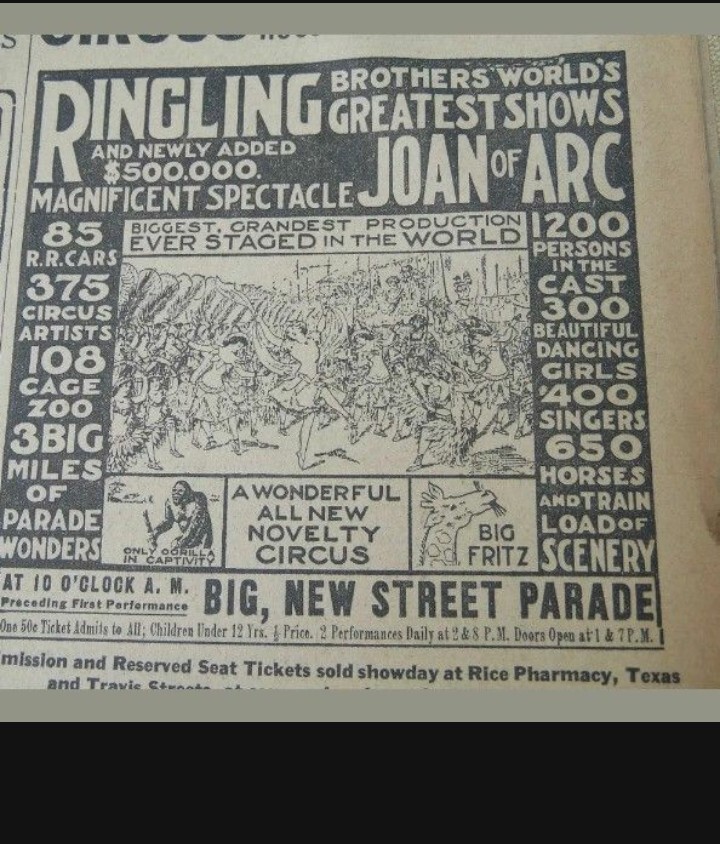 CIRCUS
RINGLING BROTHERS WORLD'S
GREATEST SHOWS
AND NEWLY ADDED
$500.000.
MAGNIFICENT SPECTACLE JOAN OF ARC
85
R.R. CARS
375
CIRCUS
ARTISTS
108
CAGE
ZOO
3 BIG
MILES
OF
PARADE
WONDERS
BIGGEST, GRANDEST PRODUCTION
EVER STAGED IN THE WORLD
1200
PERSONS
IN THE
CAST
300
BEAUTIFUL
DANCING
GIRLS
400
SINGERS
650
HORSES
AND TRAIN
LOAD OF
SCENERY
ONLY GORILLA
IN CAPTIVITY
A WONDERFUL
ALL NEW
NOVELTY
CIRCUS
BIG
FRITZ
AT 10 O'CLOCK A. M.
Preceding First Performance
BIG, NEW STREET PARADE
One 50c Ticket Admits to All; Children Under 12 Yrs. ½ Price. 2 Performances Daily at 2 & 8 P.M. Doors Open at 1 & 7 P.M.
mission and Reserved Seat Tickets sold showday at Rice Pharmacy, Texas
and Travis